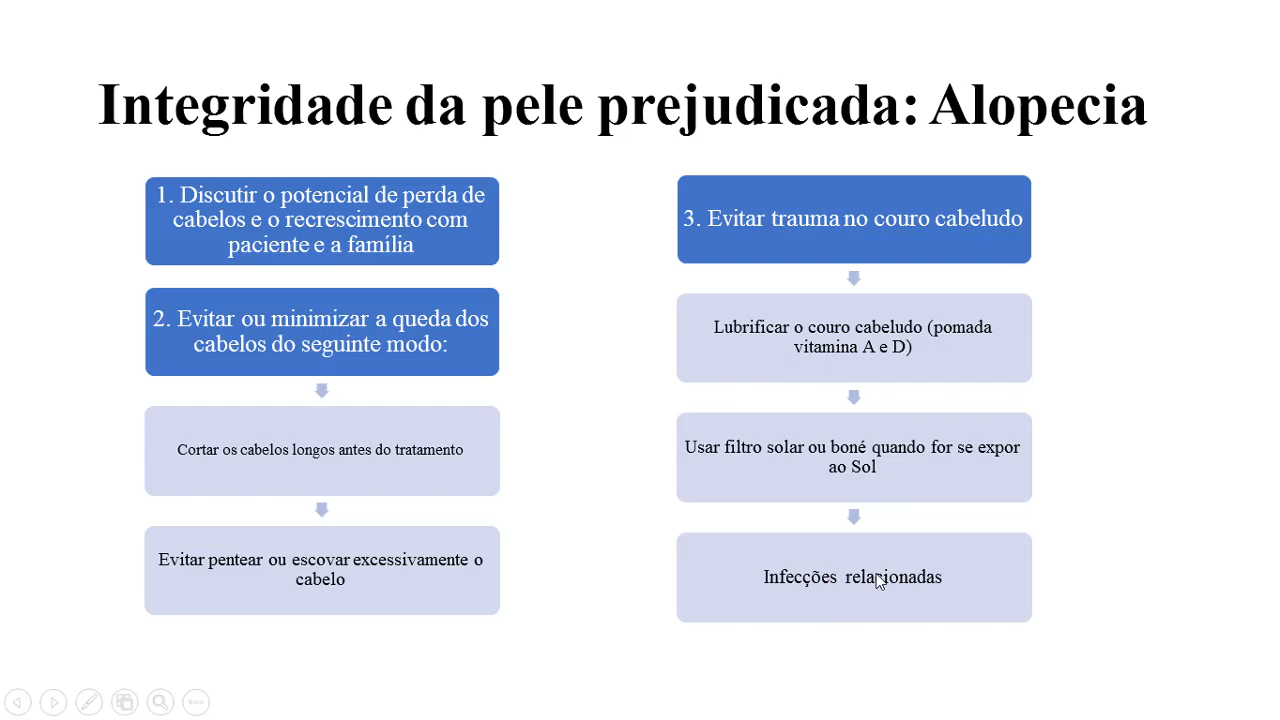 Integridade da pele prejudicada: Alopecia
1. Discutir o potencial de perda de
cabelos e o recrescimento com
paciente e a família
2. Evitar ou minimizar a queda dos
cabelos do seguinte modo:
Cortar os cabelos longos antes do tratamento
Evitar pentear ou escovar excessivamente o
cabelo
3. Evitar trauma no couro cabeludo
Lubrificar o couro cabeludo (pomada
vitamina A e D)
Usar filtro solar ou boné quando for se expor
ao Sol
Infecções relacionadas